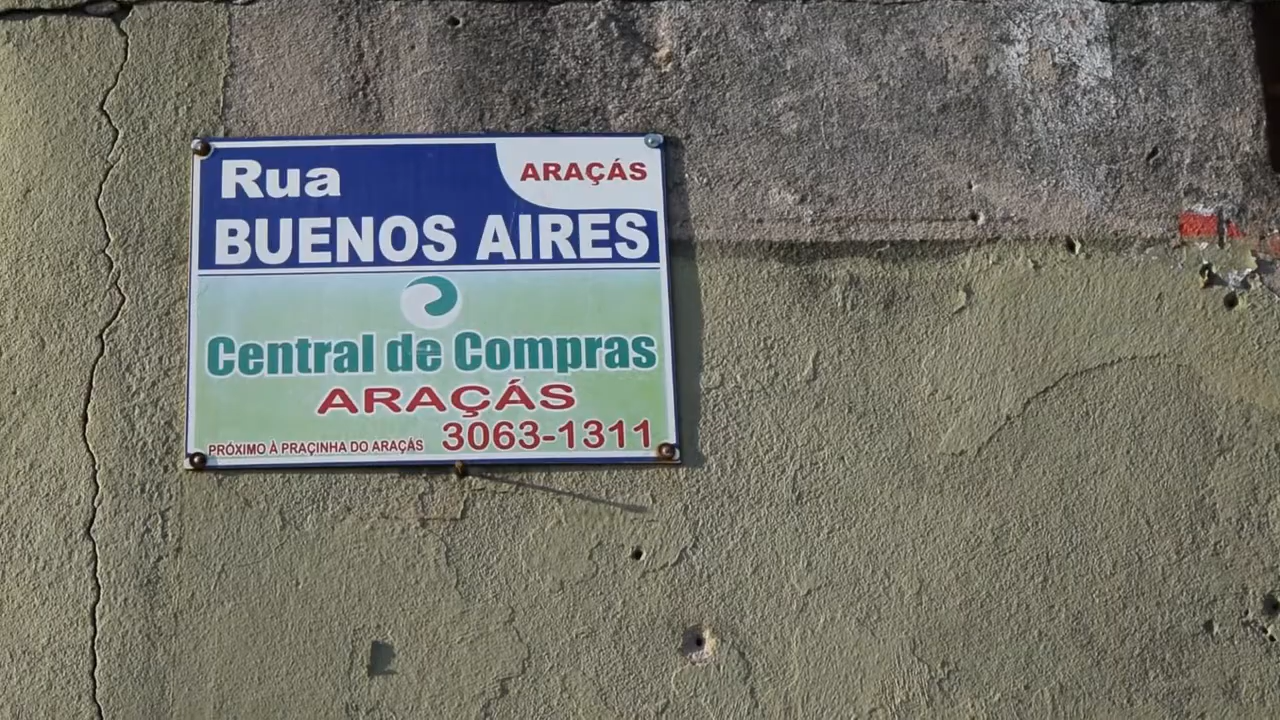 Rua
ARAÇÁS
BUENOS AIRES
Central de Compras
ARAÇÁS
3063-1311
PRÓXIMO À PRAÇINHA DO ARAÇÁS